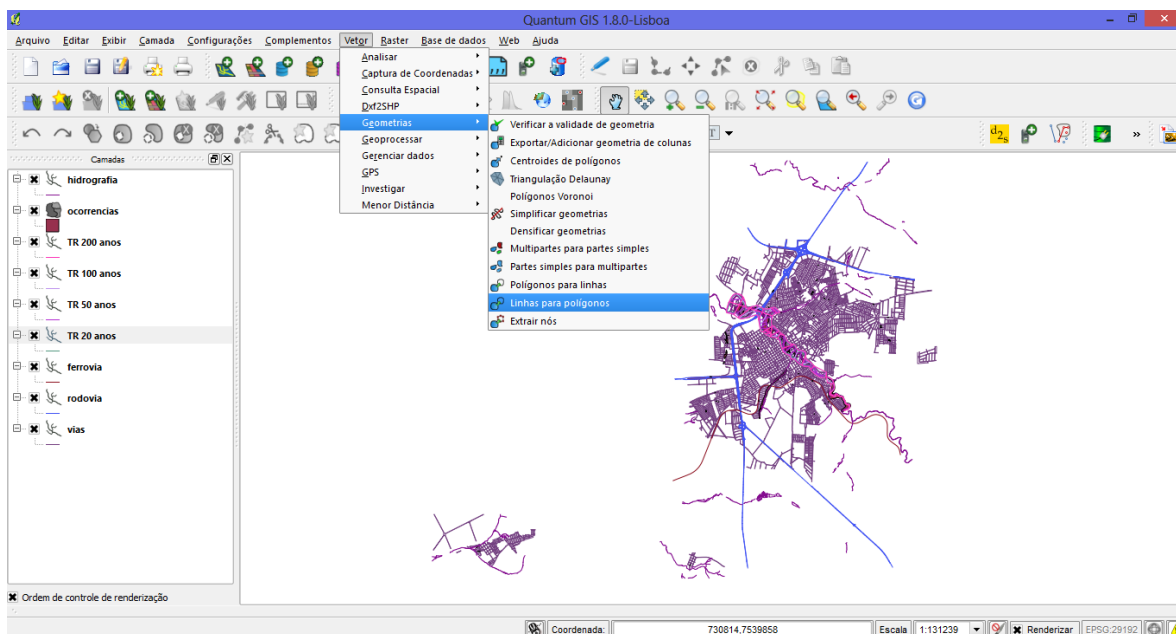 Quantum GIS 1.8.0-Lisboa
Arquivo Editar Exibir Camada Configurações Complementos Vetor Raster Base de dados Web Ajuda
Analisar
Captura de Coordenadas
Consulta Espacial
Dxf2SHP
Geometrias
Geoprocessar
Gerenciar dados
GPS
Investigar
Menor Distância
Verificar a validade de geometria
Exportar/Adicionar geometria de colunas
Centroides de polígonos
Triangulação Delaunay
Polígonos Voronoi
Simplificar geometrias
Densificar geometrias
Multipartes para partes simples
Partes simples para multipartes
Polígonos para linhas
Linhas para polígonos
Extrair nós
Camadas
hidrografia
ocorrencias
TR 200 anos
TR 100 anos
TR 50 anos
TR 20 anos
ferrovia
rodovia
vias
Ordem de controle de renderização
Coordenada: 730814,7539858 Escala 1:131239 Renderizar EPSG:29192